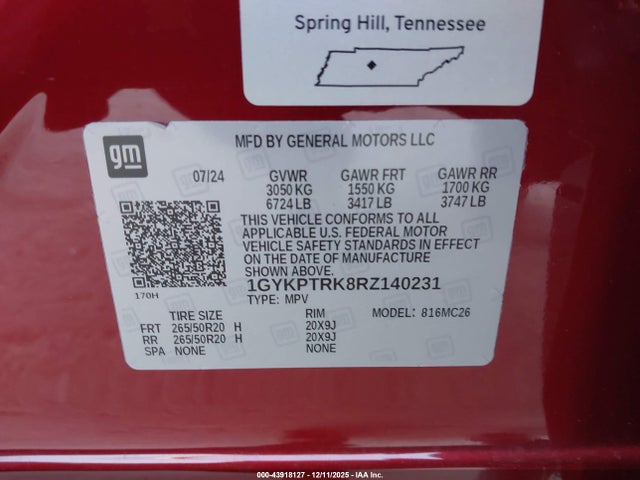 Spring Hill, Tennessee
gm
MFD BY GENERAL MOTORS LLC
07/24 GVWR GAWR FRT GAWR RR
3050 KG 1550 KG 1700 KG
6724 LB 3417 LB 3747 LB
THIS VEHICLE CONFORMS TO ALL
APPLICABLE U.S. FEDERAL MOTOR
VEHICLE SAFETY STANDARDS IN EFFECT
ON THE DATE OF MANUFACTURE
SHOWN ABOVE.
170H
1GYKPTRK8RZ140231
TYPE: MPV
TIRE SIZE RIM MODEL: 816MC26
FRT 265/50R20 H 20X9J
RR 265/50R20 H 20X9J
SPA NONE NONE
000-43918127 - 12/11/2025 - IAA Inc.